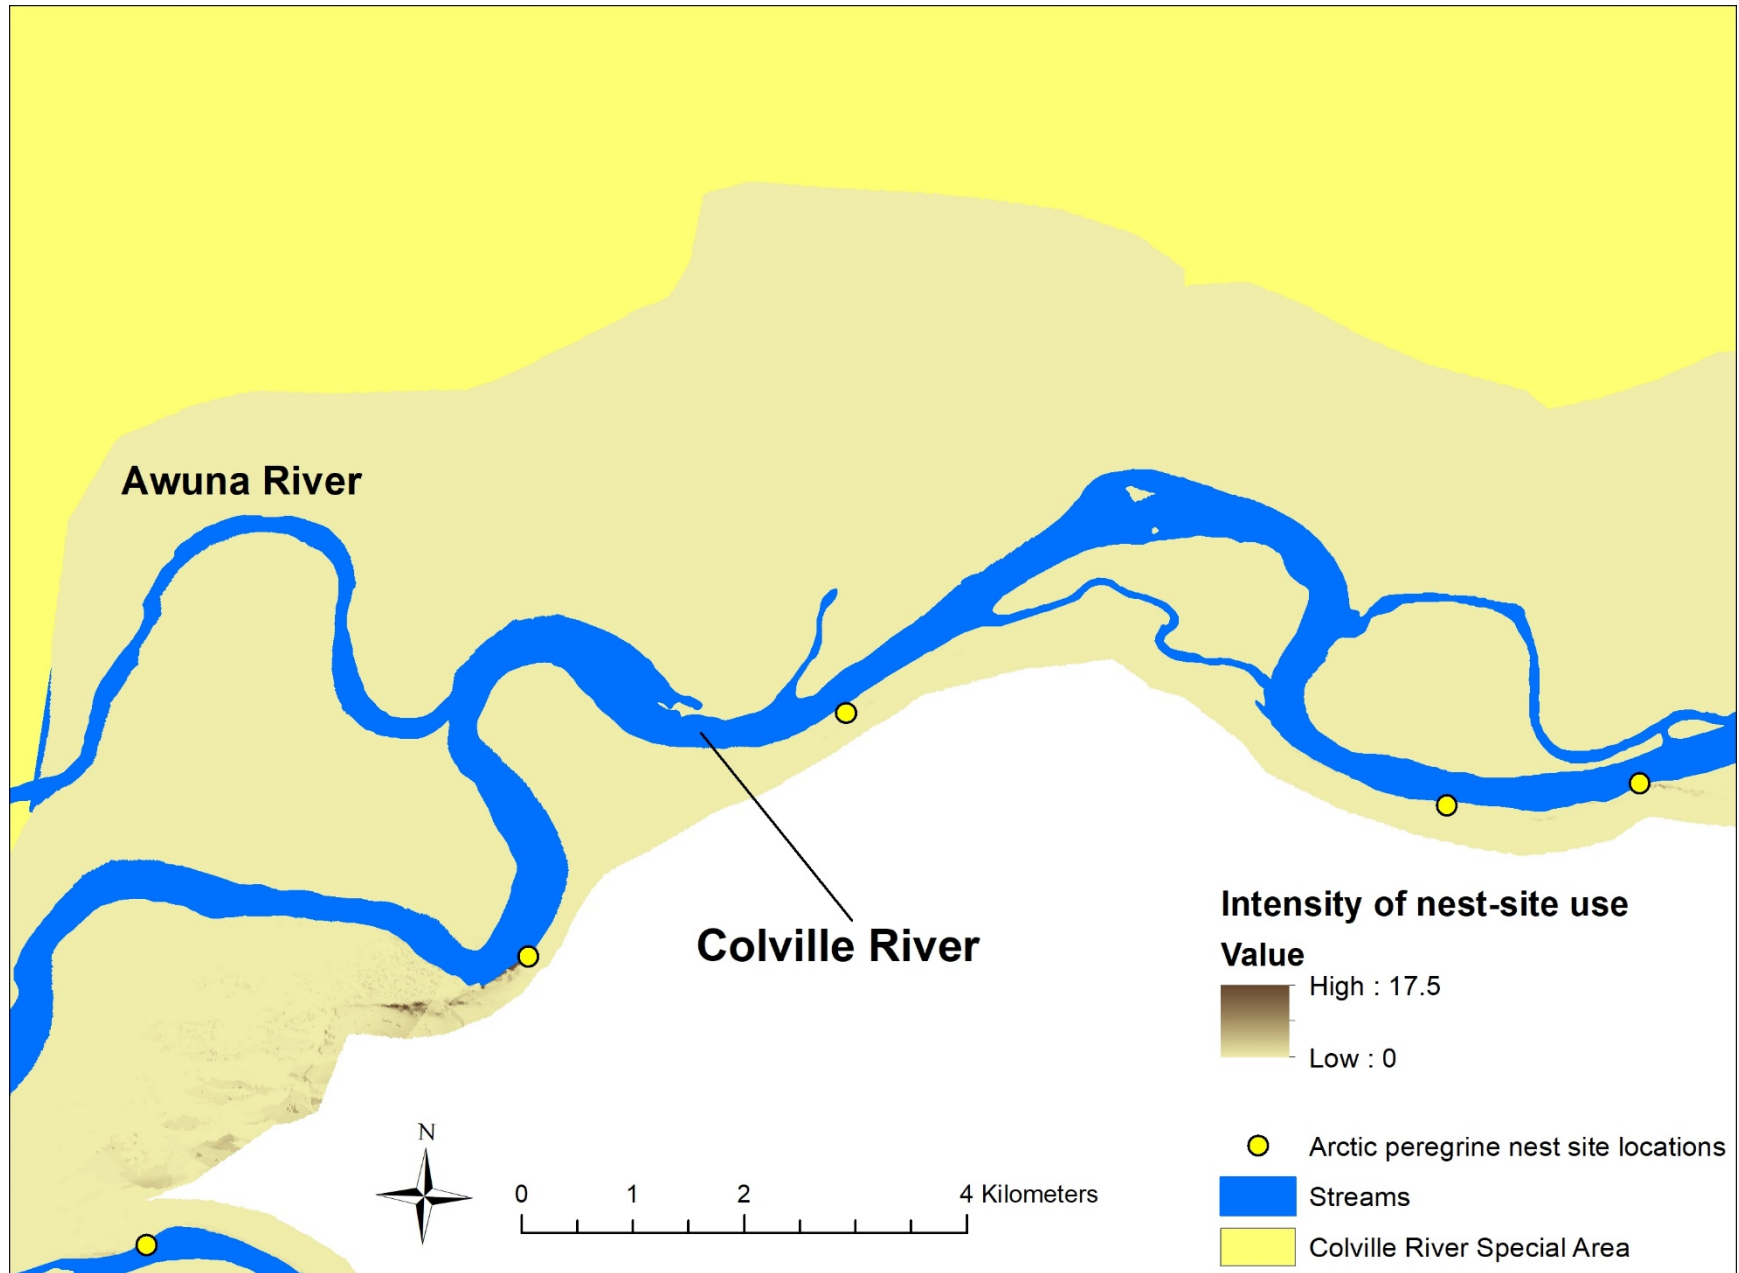 Awuna River
Colville River
Intensity of nest-site use
Value
High : 17.5
Low : 0
N
0 1 2 4 Kilometers
Arctic peregrine nest site locations
Streams
Colville River Special Area